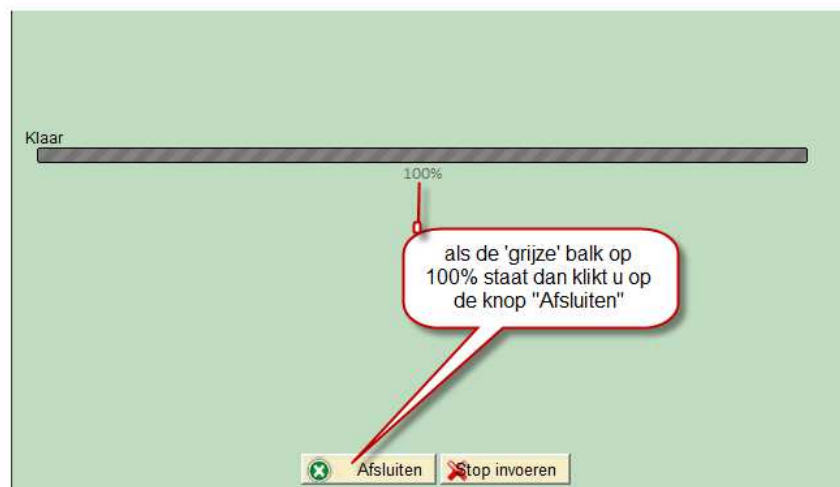 Klaar
100%
als de 'grijze' balk op
100% staat dan klikt u op
de knop "Afsluiten"
Afsluiten
Stop invoeren